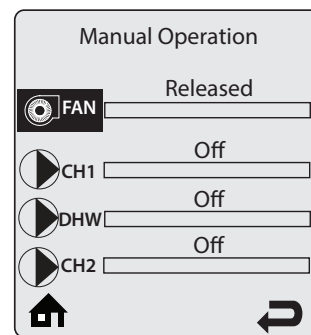 Manual Operation
Released
FAN
Off
CH1
Off
DHW
Off
CH2